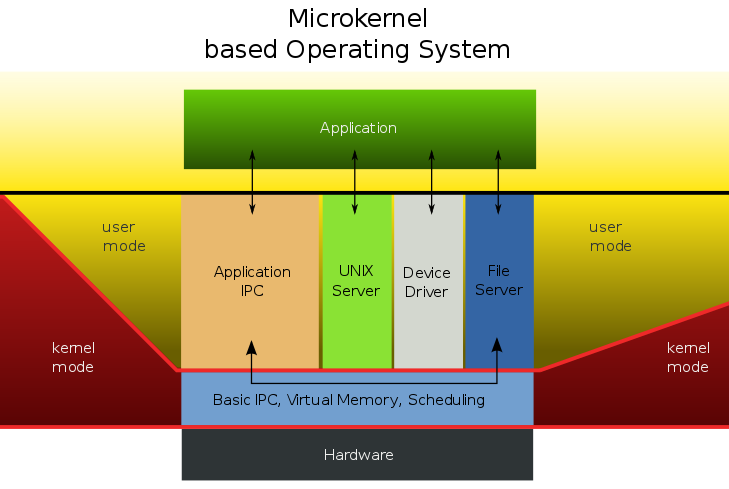 Microkernel
based Operating System
Application
user
mode
Application
IPC
UNIX
Server
Device
Driver
File
Server
user
mode
kernel
mode
kernel
mode
Basic IPC, Virtual Memory, Scheduling
Hardware